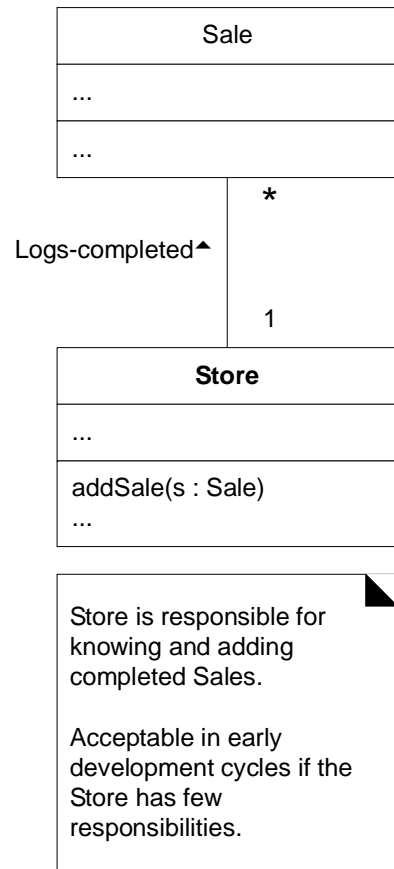 Sale
...
...
*
Logs-completed▲
1
Store
...
addSale(s : Sale)
...
Store is responsible for
knowing and adding
completed Sales.
Acceptable in early
development cycles if the
Store has few
responsibilities.